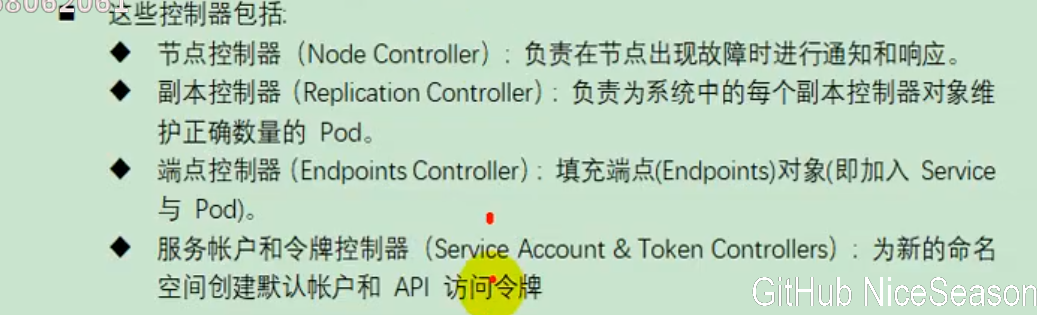 这些控制器包括:
◆ 节点控制器（Node Controller）: 负责在节点出现故障时进行通知和响应。
◆ 副本控制器（Replication Controller）: 负责为系统中的每个副本控制器对象维
护正确数量的 Pod。
◆ 端点控制器（Endpoints Controller）: 填充端点(Endpoints)对象(即加入 Service
与 Pod)。
◆ 服务帐户和令牌控制器（Service Account & Token Controllers）: 为新的命名
空间创建默认帐户和 API 访问令牌
GitHub NiceSeason